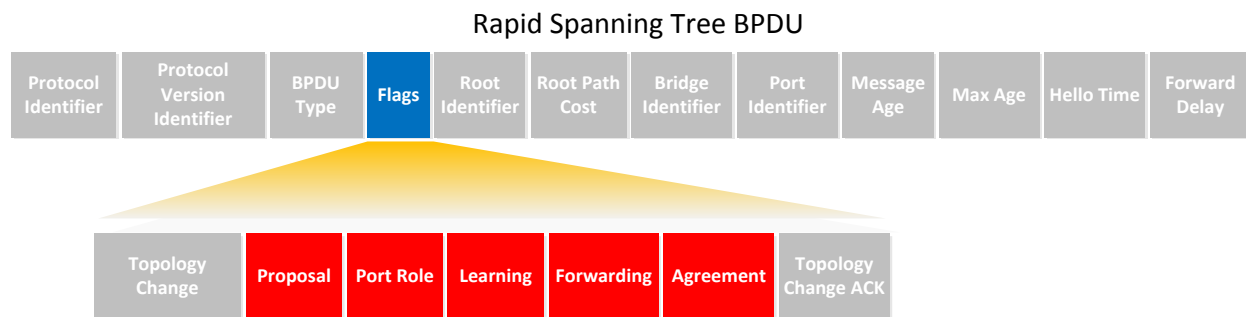 Rapid Spanning Tree BPDU
Protocol
Identifier
Protocol
Version
Identifier
BPDU
Type
Flags
Root
Identifier
Root Path
Cost
Bridge
Identifier
Port
Identifier
Message
Age
Max Age
Hello Time
Forward
Delay
Topology
Change
Proposal
Port Role
Learning
Forwarding
Agreement
Topology
Change ACK